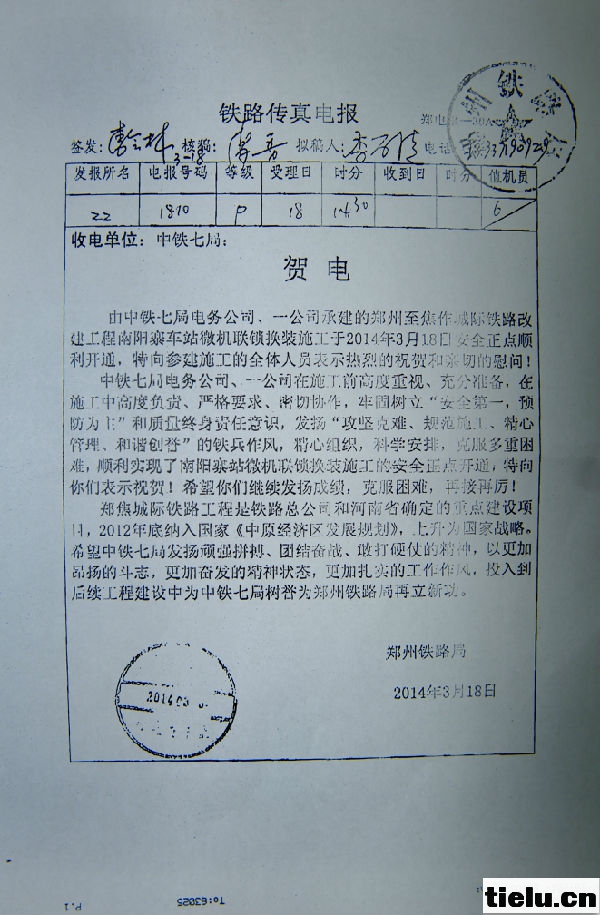 铁路传真电报
签发： 核稿： 拟稿人： 电话
3-18
发报所名 电报号码 等级 受理日 时分 收到日 时分 值机员
22 1810 P 18 1430 6
收电单位：中铁七局：
贺电
由中铁七局电务公司、一公司承建的郑州至焦作城际铁路改
建工程南阳寨车站微机联锁换装施工于2014年3月18日安全正点顺
利开通，特向参建施工的全体人员表示热烈的祝贺和亲切的慰问！
中铁七局电务公司、一公司在施工前高度重视、充分准备，在
施工中高度负责、严格要求、密切协作，牢固树立“安全第一，预
防为主”和质量终身责任意识，发扬“攻坚克难、规范施工、精心
管理、和谐创誉”的铁兵作风，精心组织，科学安排，克服多重困
难，顺利实现了南阳寨站微机联锁换装施工的安全正点开通，特向
你们表示祝贺！希望你们继续发扬成绩，克服困难，再接再厉！
郑焦城际铁路工程是铁路总公司和河南省确定的重点建设项
目，2012年底纳入国家《中原经济区发展规划》，上升为国家战略。
希望中铁七局发扬顽强拼搏、团结奋战、敢打硬仗的精神，以更加
昂扬的斗志，更加奋发的精神状态，更加扎实的工作作风，投入到
后续工程建设中为中铁七局树誉为郑州铁路局再立新功。
郑州铁路局
2014年3月18日
P.1
To:63025
tielu.cn